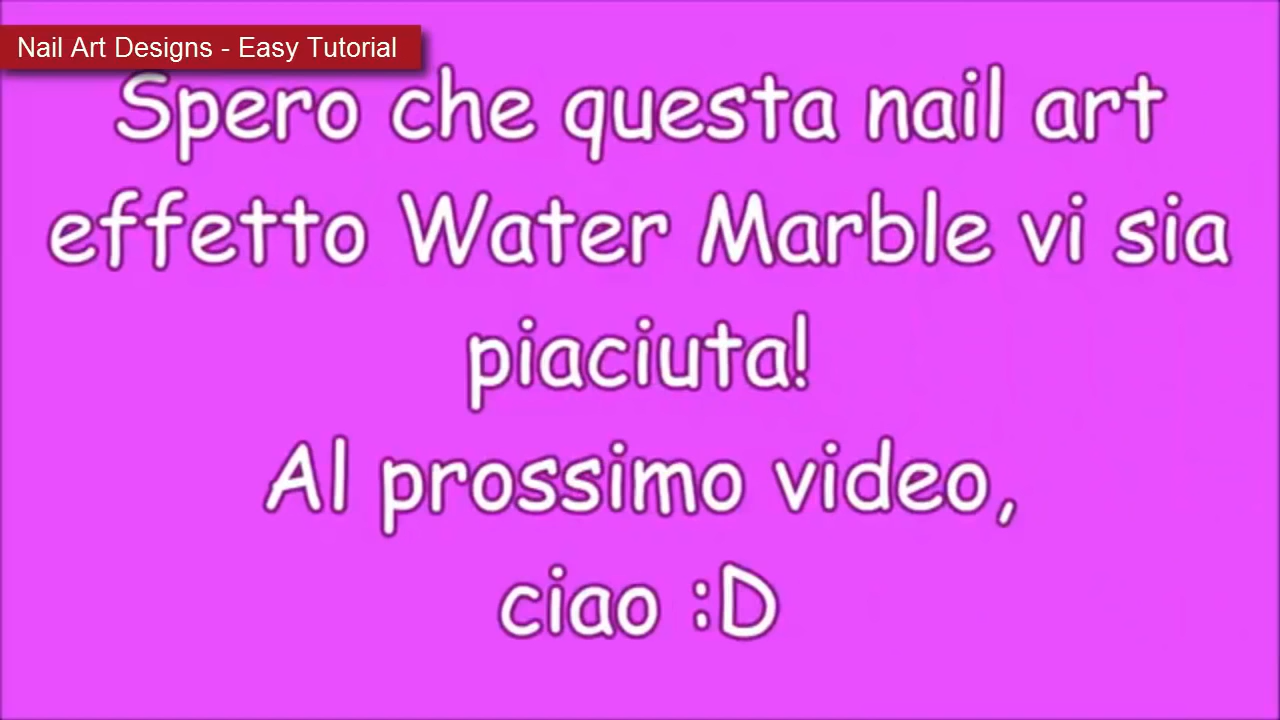 Nail Art Designs - Easy Tutorial
Spero che questa nail art
effetto Water Marble vi sia
piaciuta!
Al prossimo video,
ciao :D